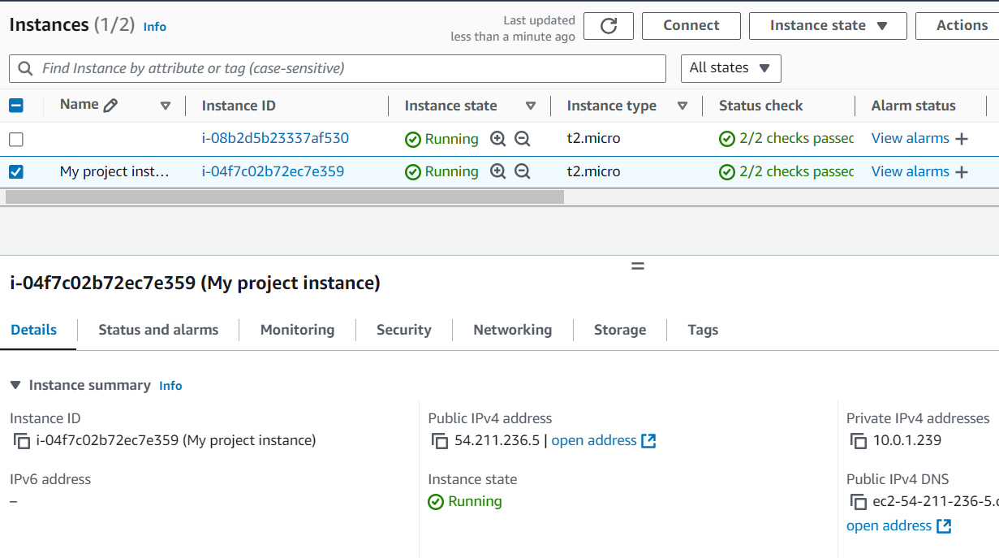 Instances (1/2) Info
Last updated
less than a minute ago
Connect
Instance state
Actions
Find Instance by attribute or tag (case-sensitive)
All states
Name Instance ID Instance state Instance type Status check Alarm status
i-08b2d5b23337af530 Running t2.micro 2/2 checks passec View alarms +
My project inst... i-04f7c02b72ec7e359 Running t2.micro 2/2 checks passec View alarms +
i-04f7c02b72ec7e359 (My project instance)
Details Status and alarms Monitoring Security Networking Storage Tags
Instance summary Info
Instance ID
i-04f7c02b72ec7e359 (My project instance)
IPv6 address
–
Public IPv4 address
54.211.236.5 | open address
Instance state
Running
Private IPv4 addresses
10.0.1.239
Public IPv4 DNS
ec2-54-211-236-5.c
open address